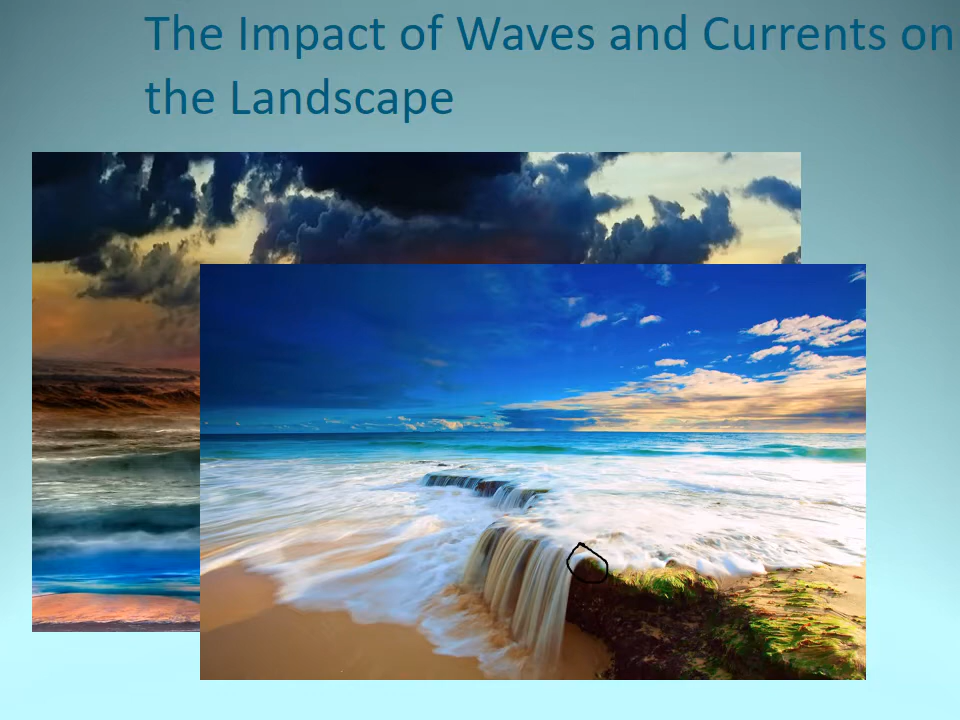 The Impact of Waves and Currents on
the Landscape